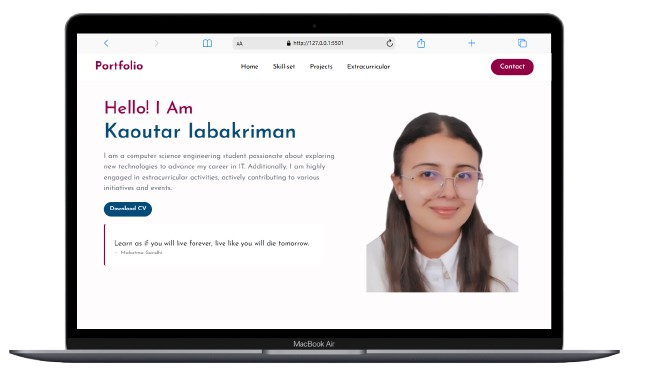 AA http://127.0.0.1:5501
Portfolio Home Skill-set Projects Extracurricular Contact
Hello! I Am
Kaoutar labakriman
I am a computer science engineering student passionate about exploring
new technologies to advance my career in IT. Additionally, I am highly
engaged in extracurricular activities, actively contributing to various
initiatives and events.
Download CV
Learn as if you will live forever, live like you will die tomorrow.
— Mahatma Gandhi
MacBook Air